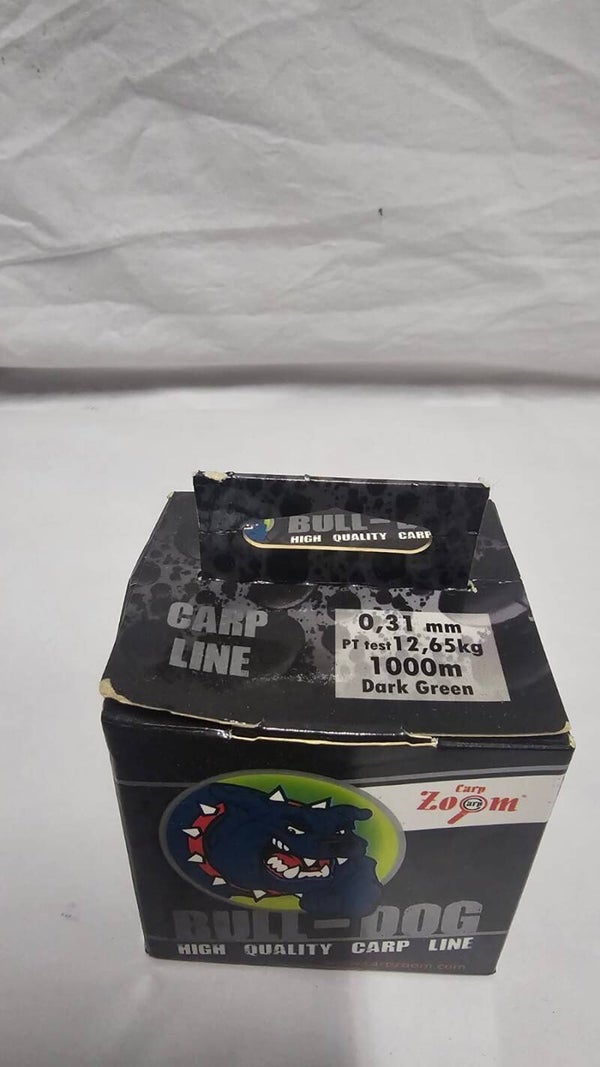 BULL-
HIGH QUALITY CARP
CARP
LINE
0,31 mm
PT test 12,65kg
1000m
Dark Green
Carp
Zoom
BULL-DOG
HIGH QUALITY CARP LINE